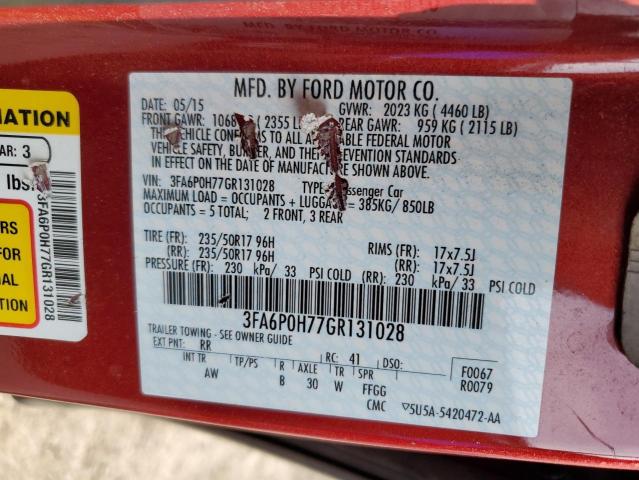 MFD. BY FORD MOTOR CO.
DATE: 05/15 GVWR: 2023 KG ( 4460 LB)
FRONT GAWR: ( 2355 REAR GAWR: 959 KG ( 2115 LB)
THIS VEHICLE CONFORMS TO ALL APPLICABLE FEDERAL MOTOR
VEHICLE SAFETY, BUMPER, AND THEFT PREVENTION STANDARDS
IN EFFECT ON THE DATE OF MANUFACTURE SHOWN ABOVE.
VIN: 3FA6P0H77GR131028 TYPE: Passenger Car
MAXIMUM LOAD = OCCUPANTS + LUGGAGE = 385KG/ 850LB
OCCUPANTS = 5 TOTAL; 2 FRONT, 3 REAR
TIRE (FR): 235/50R17 96H RIMS (FR): 17x7.5J
(RR): 235/50R17 96H (RR): 17x7.5J
PRESSURE (FR): 230 kPa/ 33 PSI COLD (RR): 230 kPa/ 33 PSI COLD
3FA6P0H77GR131028
TRAILER TOWING - SEE OWNER GUIDE
EXT PNT: RR RC: 41 DSO: F0067
INT TR TP/PS R AXLE TR SPR R0079
AW B 30 W FFGG
CMC ▽5U5A-5420472-AA
MATION
AR: 3
lbs.
3FA6P0H77GR131028
S
FOR
GAL
TION